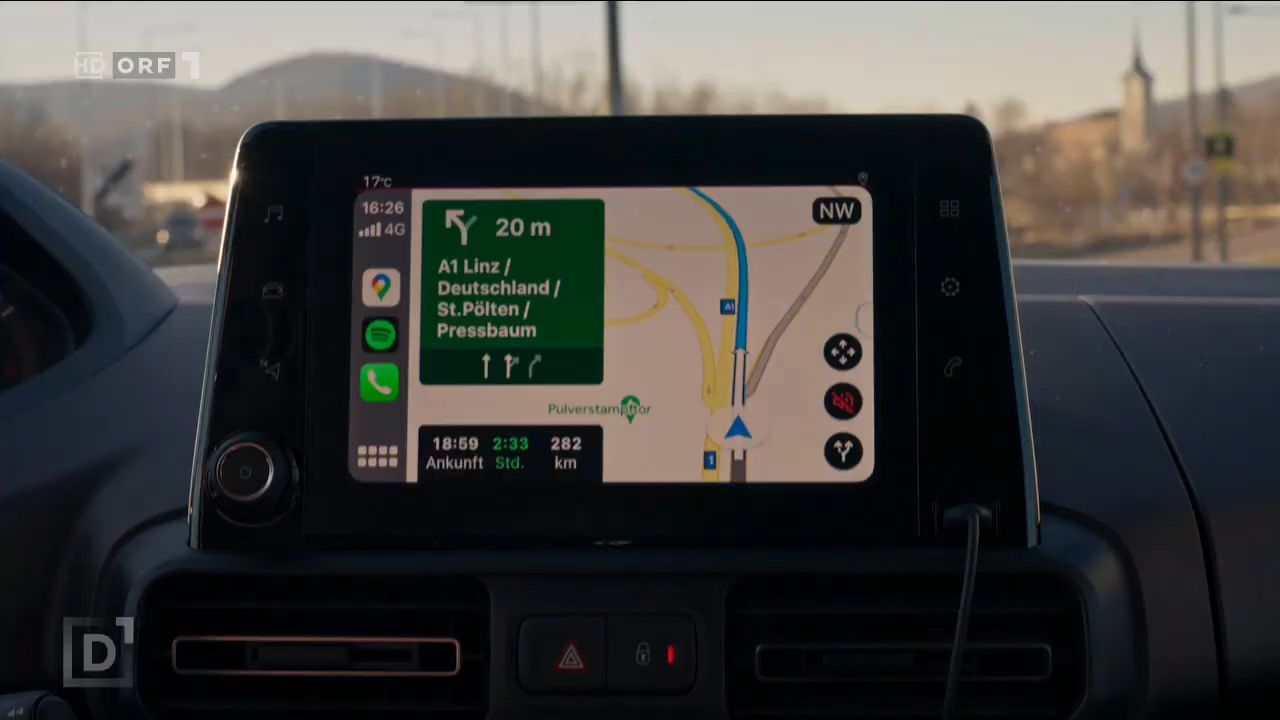 HD ORF 1
17°C
16:26
4G
20 m
A1 Linz /
Deutschland /
St.Pölten /
Pressbaum
NW
A1
Pulverstampftor
1
18:59 2:33 282
Ankunft Std. km
D1